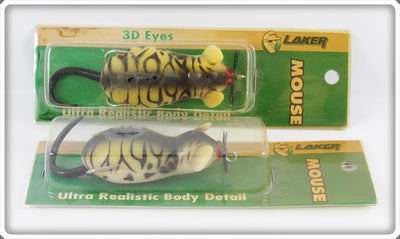 3D Eyes
LAKER
MOUSE
Ultra Realistic Body Detail
LAKER
MOUSE
Ultra Realistic Body Detail